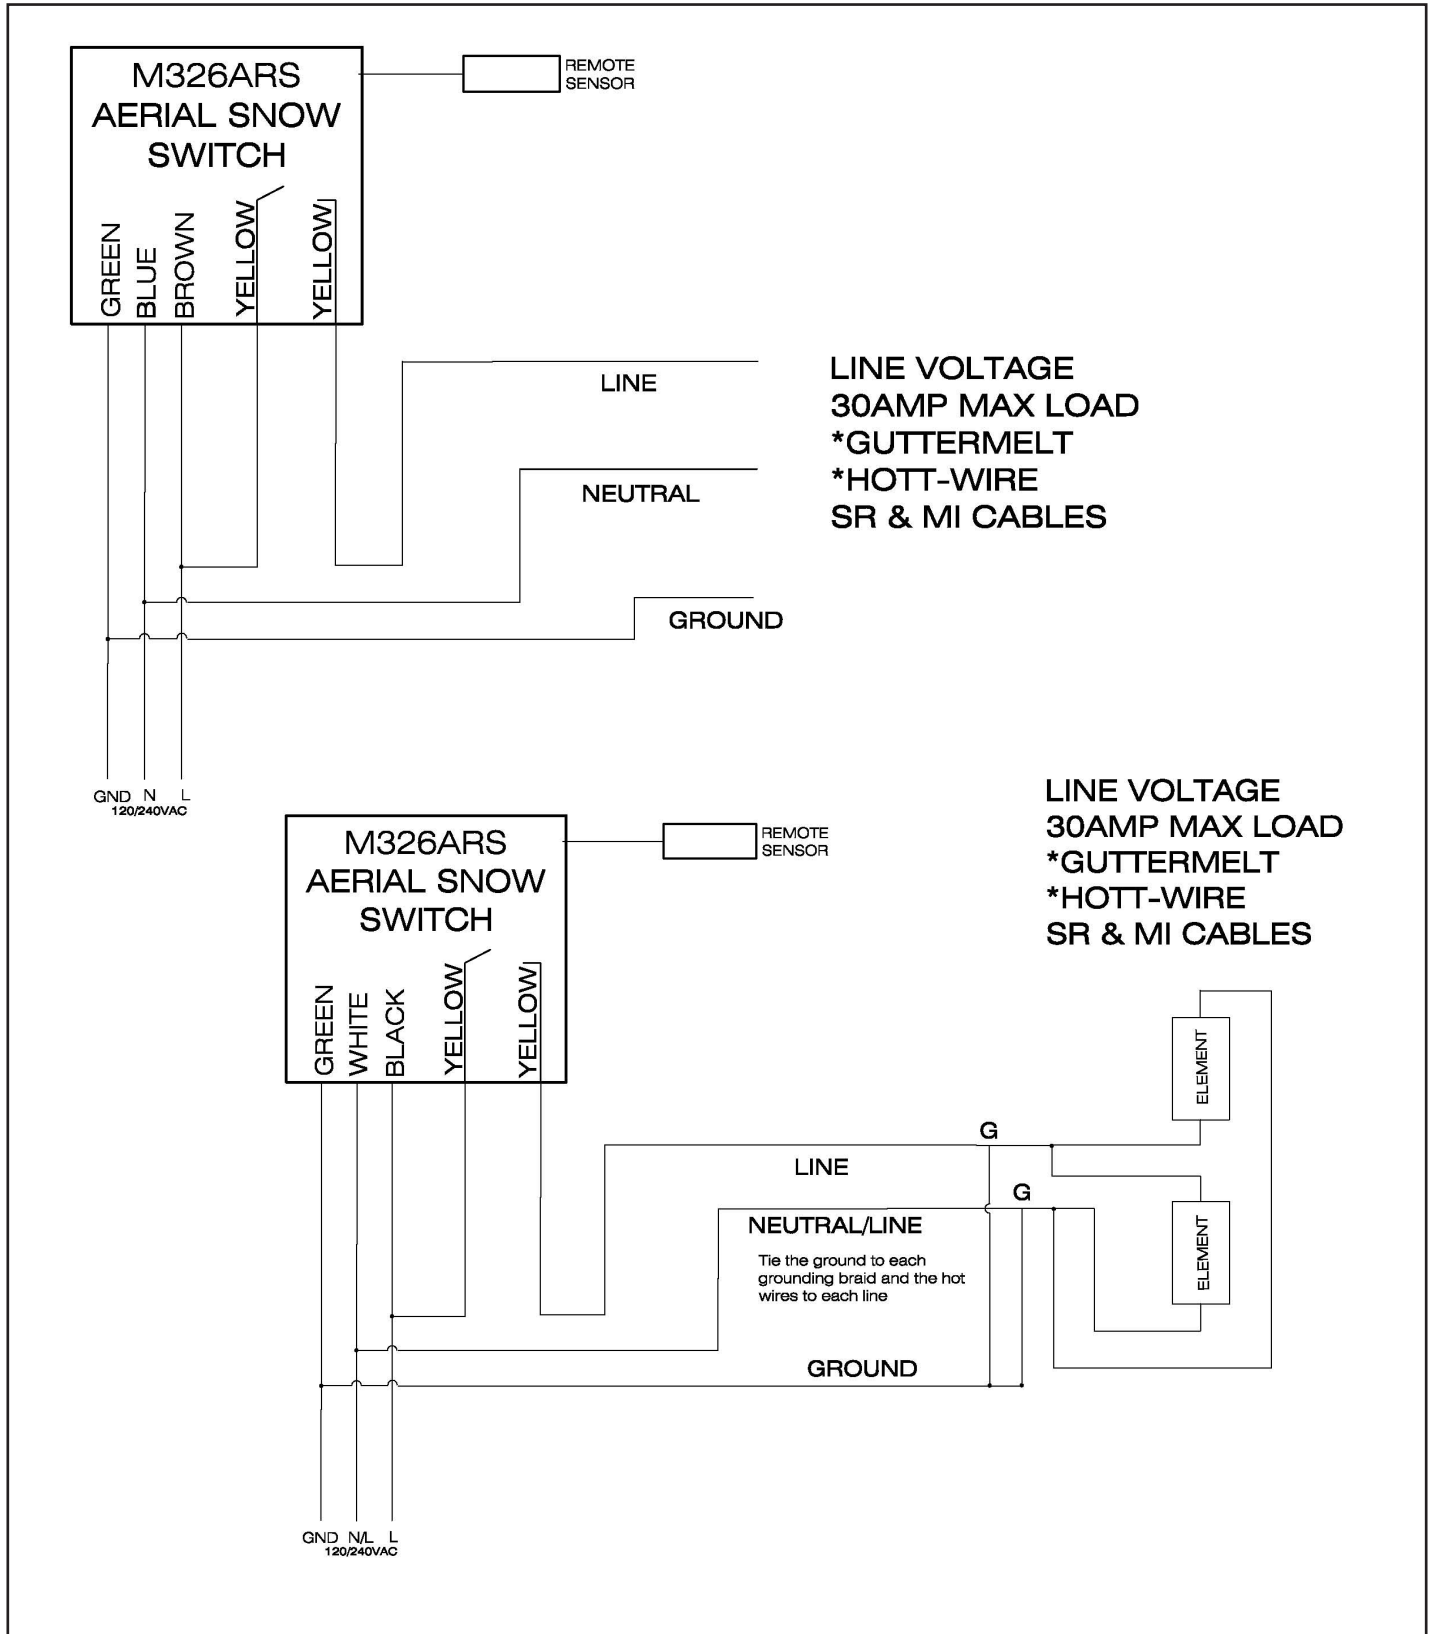 M326ARS
AERIAL SNOW
SWITCH
REMOTE
SENSOR
GREEN
BLUE
BROWN
YELLOW
YELLOW
LINE
NEUTRAL
GROUND
LINE VOLTAGE
30AMP MAX LOAD
*GUTTERMELT
*HOTT-WIRE
SR & MI CABLES
GND N L
120/240VAC
M326ARS
AERIAL SNOW
SWITCH
REMOTE
SENSOR
GREEN
WHITE
BLACK
YELLOW
YELLOW
LINE VOLTAGE
30AMP MAX LOAD
*GUTTERMELT
*HOTT-WIRE
SR & MI CABLES
ELEMENT
G
LINE
G
NEUTRAL/LINE
Tie the ground to each
grounding braid and the hot
wires to each line
ELEMENT
GROUND
GND N/L L
120/240VAC